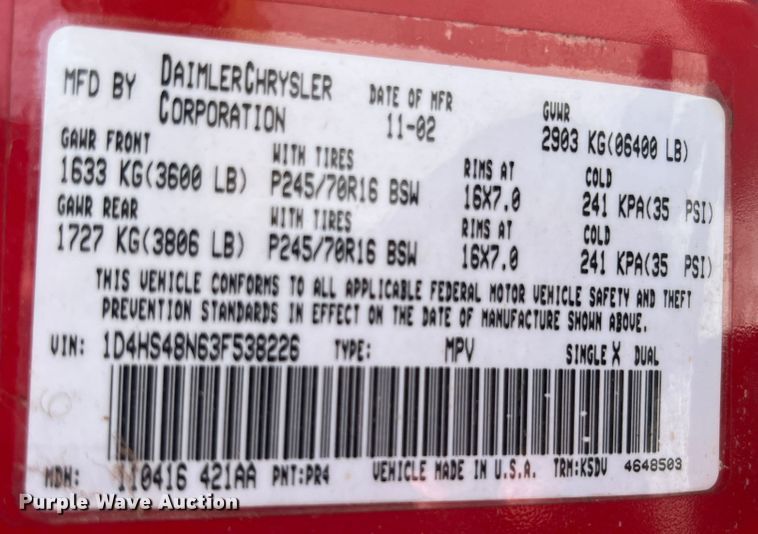 MFD BY DAIMLERCHRYSLER CORPORATION DATE OF MFR 11-02 GVWR 2903 KG(06400 LB)
GAWR FRONT WITH TIRES RIMS AT COLD
1633 KG(3600 LB) P245/70R16 BSW 16X7.0 241 KPA(35 PSI)
GAWR REAR WITH TIRES RIMS AT COLD
1727 KG(3806 LB) P245/70R16 BSW 16X7.0 241 KPA(35 PSI)
THIS VEHICLE CONFORMS TO ALL APPLICABLE FEDERAL MOTOR VEHICLE SAFETY AND THEFT
PREVENTION STANDARDS IN EFFECT ON THE DATE OF MANUFACTURE SHOWN ABOVE.
VIN: 1D4HS48N63F538226 TYPE: MPV SINGLE X DUAL
MDH: 110416 421AA PNT:PR4 VEHICLE MADE IN U.S.A. TRM:K5DV 4648503
Purple Wave Auction